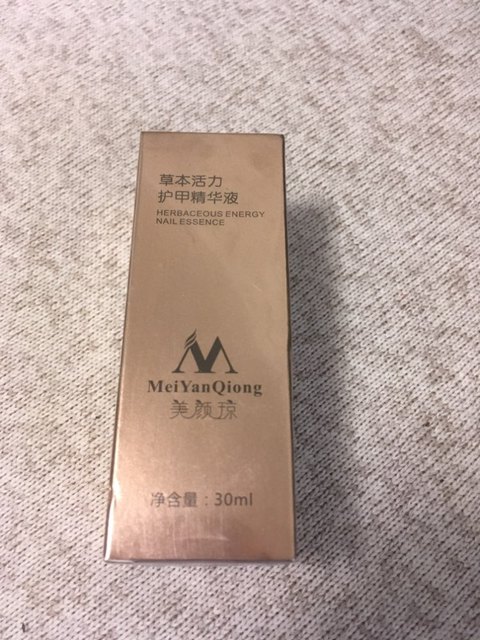 草本活力
护甲精华液
HERBACEOUS ENERGY
NAIL ESSENCE
MeiYanQiong
美颜琼
净含量：30ml